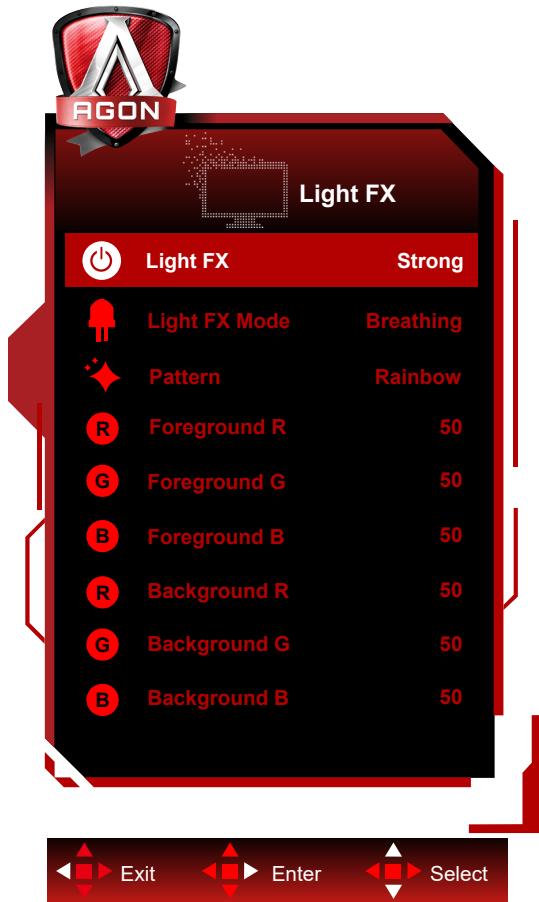 AGON
Light FX
Light FX Strong
Light FX Mode Breathing
Pattern Rainbow
R Foreground R 50
G Foreground G 50
B Foreground B 50
R Background R 50
G Background G 50
B Background B 50
Exit Enter Select